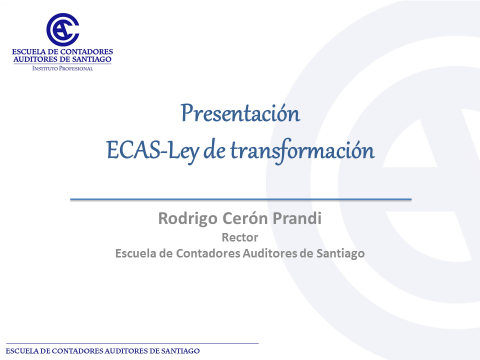 ESCUELA DE CONTADORES
AUDITORES DE SANTIAGO
INSTITUTO PROFESIONAL
Presentación
ECAS-Ley de transformación
Rodrigo Cerón Prandi
Rector
Escuela de Contadores Auditores de Santiago
ESCUELA DE CONTADORES AUDITORES DE SANTIAGO